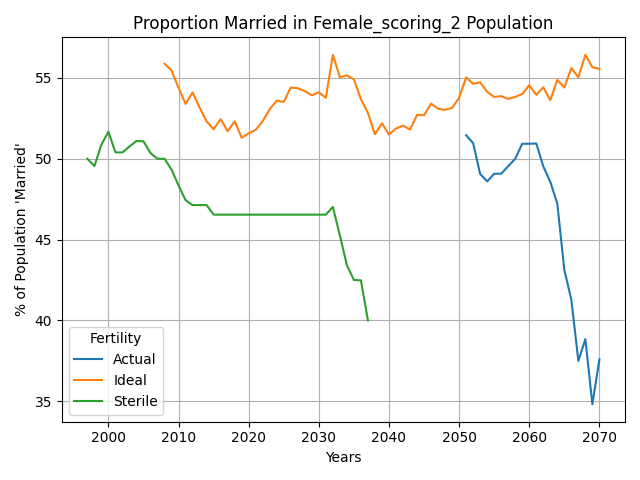 Proportion Married in Female_scoring_2 Population
% of Population 'Married'
55
50
45
40
35
Fertility
Actual
Ideal
Sterile
2000 2010 2020 2030 2040 2050 2060 2070
Years